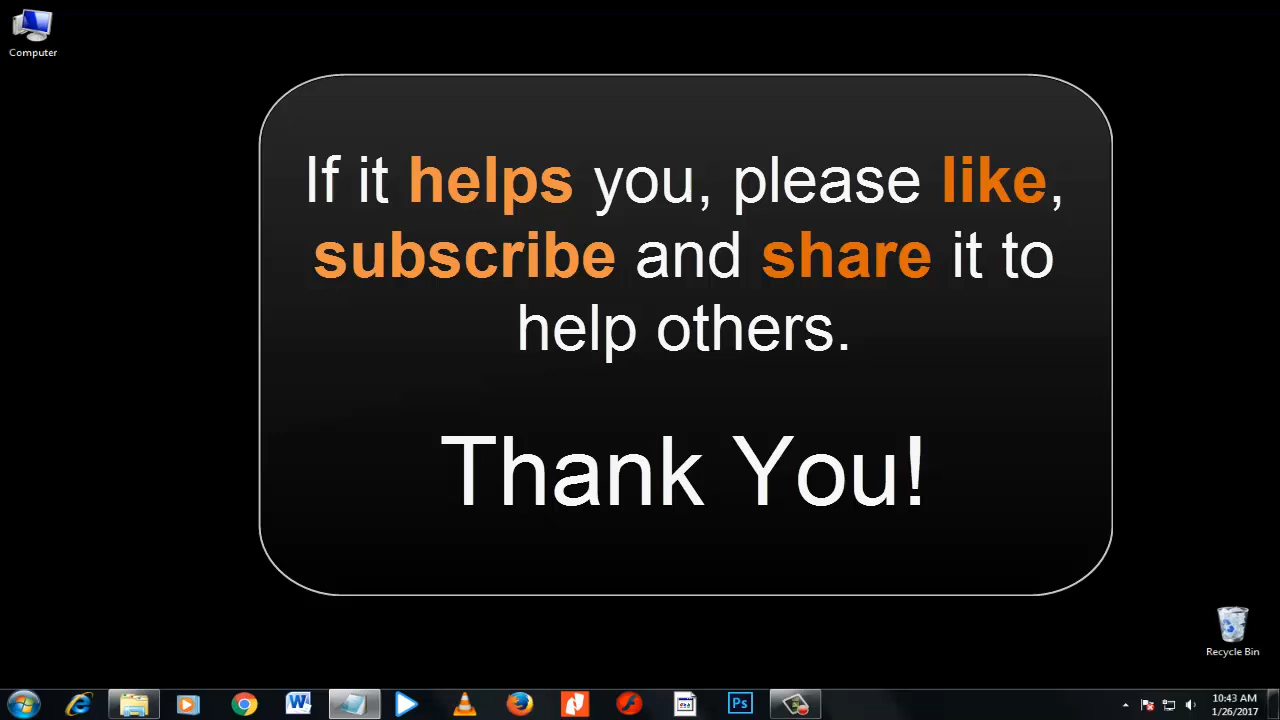 Computer
If it helps you, please like,
subscribe and share it to
help others.
Thank You!
Recycle Bin
W
Ps
10:43 AM
1/26/2017